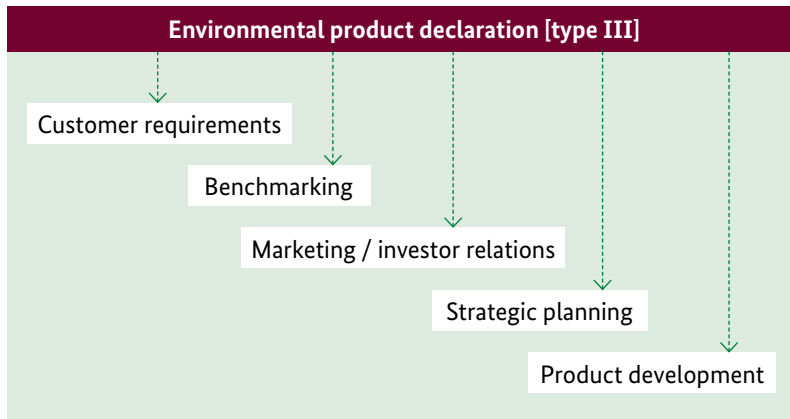 Environmental product declaration [type III]
Customer requirements
Benchmarking
Marketing / investor relations
Strategic planning
Product development